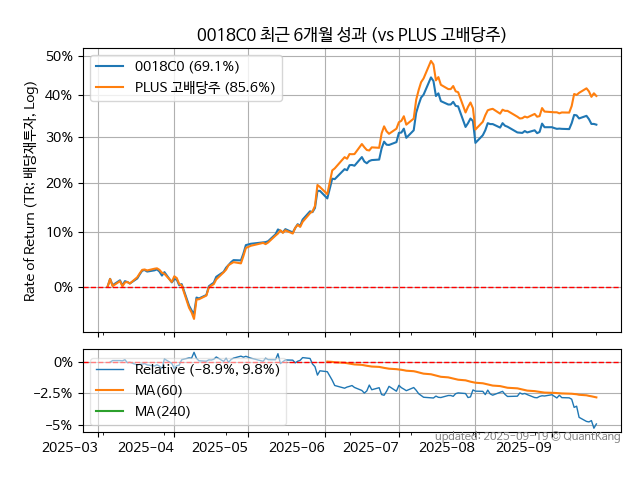 0018C0 최근 6개월 성과 (vs PLUS 고배당주)
Rate of Return (TR; 배당재투자, Log)
50%
40%
30%
20%
10%
0%
0018C0 (69.1%)
PLUS 고배당주 (85.6%)
0%
−2.5%
−5%
Relative (−8.9%, 9.8%)
MA(60)
MA(240)
2025−03 2025−04 2025−05 2025−06 2025−07 2025−08 2025−09
updated: 2025−09−19 © QuantKang